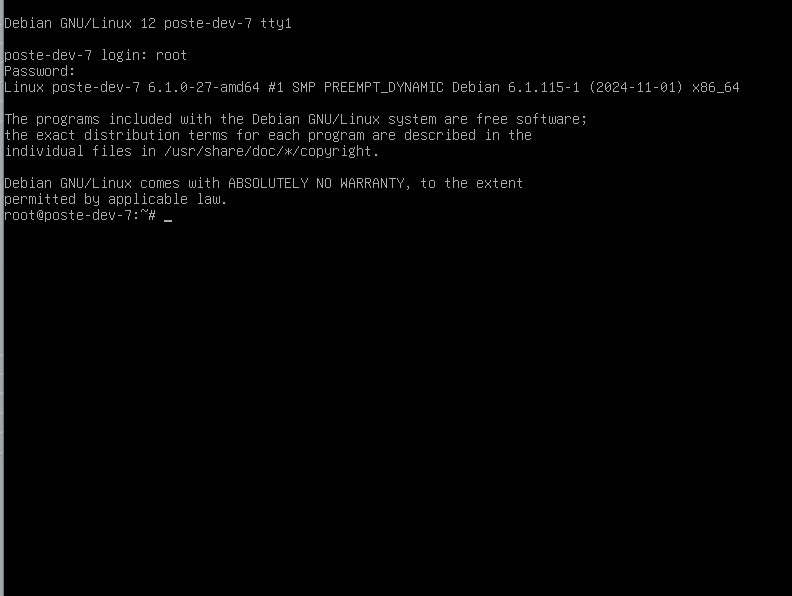 Debian GNU/Linux 12 poste-dev-7 tty1
poste-dev-7 login: root
Password:
Linux poste-dev-7 6.1.0-27-amd64 #1 SMP PREEMPT_DYNAMIC Debian 6.1.115-1 (2024-11-01) x86_64
The programs included with the Debian GNU/Linux system are free software;
the exact distribution terms for each program are described in the
individual files in /usr/share/doc/*/copyright.
Debian GNU/Linux comes with ABSOLUTELY NO WARRANTY, to the extent
permitted by applicable law.
root@poste-dev-7:~# _